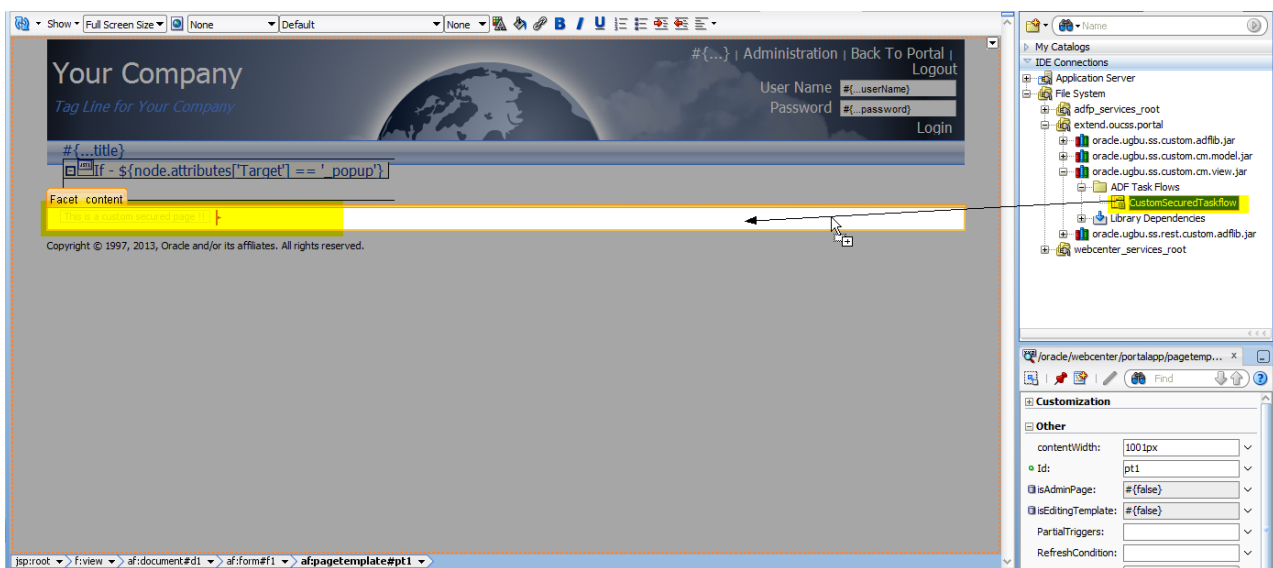 Show Full Screen Size None Default None B I U
#{...} | Administration | Back To Portal |
Logout
Your Company
User Name #{...userName}
Tag Line for Your Company
Password #{...password}
Login
#{...title}
If - ${node.attributes['Target'] == '_popup'}
Facet content
This is a custom secured page !!
Copyright © 1997, 2013, Oracle and/or its affiliates. All rights reserved.
jsp:root f:view af:document#d1 af:form#f1 af:pagetemplate#pt1
Name
My Catalogs
IDE Connections
Application Server
File System
adfp_services_root
extend.oucss.portal
oracle.ugbu.ss.custom.adflib.jar
oracle.ugbu.ss.custom.cm.model.jar
oracle.ugbu.ss.custom.cm.view.jar
ADF Task Flows
CustomSecuredTaskflow
Library Dependencies
oracle.ugbu.ss.rest.custom.adflib.jar
webcenter_services_root
/oracle/webcenter/portalapp/pagetemp... x
Find
Customization
Other
contentWidth: 1001px
Id: pt1
isAdminPage: #{false}
isEditingTemplate: #{false}
PartialTriggers:
RefreshCondition: